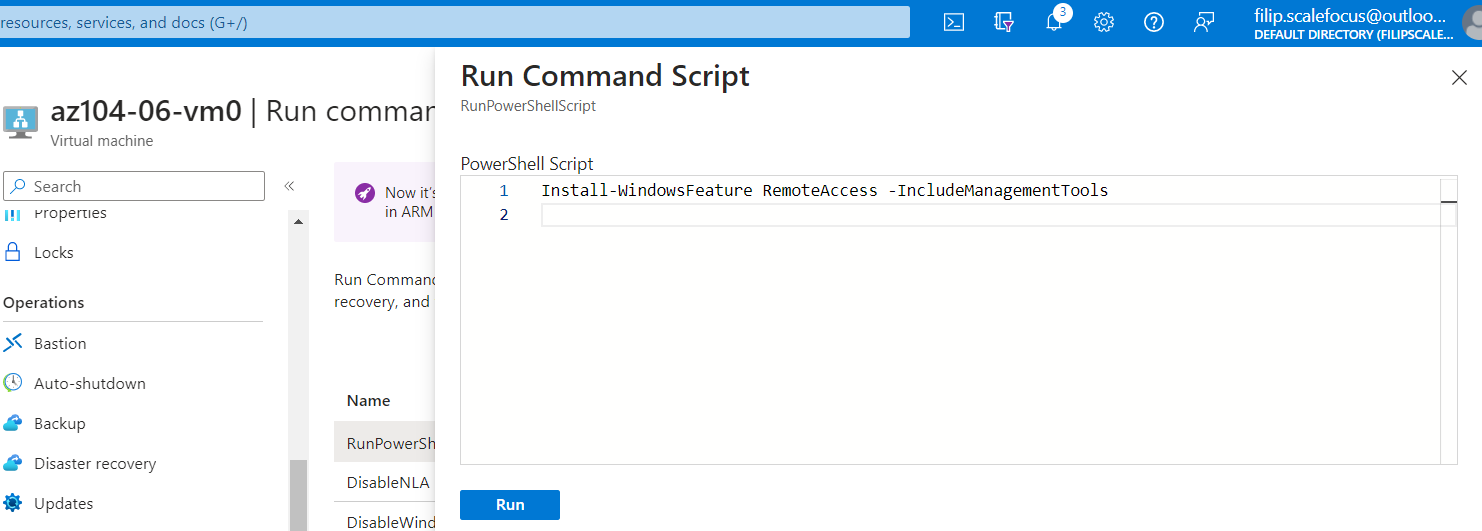 resources, services, and docs (G+/)
3
filip.scalefocus@outloo...
DEFAULT DIRECTORY (FILIPSCALE...
az104-06-vm0 | Run comman
Virtual machine
Search
«
Properties
Locks
Operations
Bastion
Auto-shutdown
Backup
Disaster recovery
Updates
Now it's
in ARM
Run Command
recovery, and
Name
RunPowerSh
DisableNLA
DisableWind
Run Command Script
RunPowerShellScript
PowerShell Script
1 Install-WindowsFeature RemoteAccess -IncludeManagementTools
2
Run